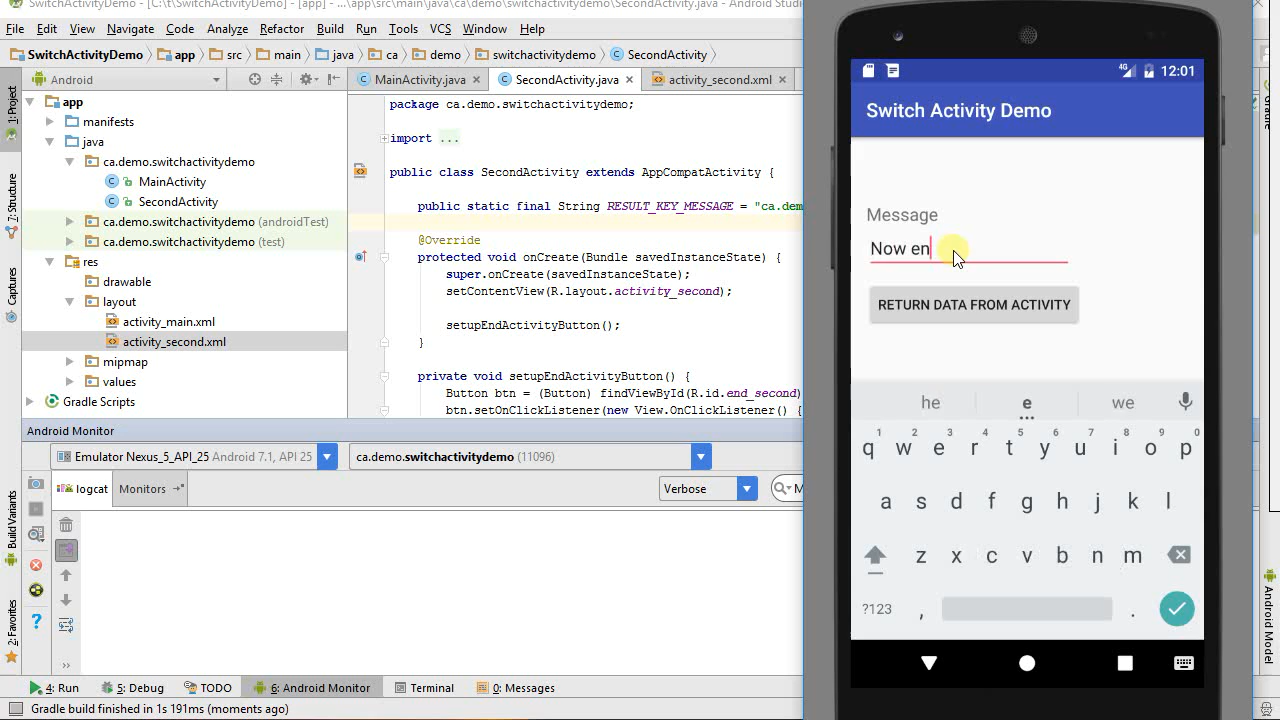 SwitchActivityDemo - [C:\t\SwitchActivityDemo] - [app] - ...\app\src\main\java\ca\demo\switchactivitydemo\SecondActivity.java - Android Studio
File Edit View Navigate Code Analyze Refactor Build Run Tools VCS Window Help
SwitchActivityDemo app src main java ca demo switchactivitydemo SecondActivity
Android
MainActivity.java SecondActivity.java activity_second.xml
1: Project
7: Structure
Captures
Build Variants
2: Favorites
app
manifests
java
ca.demo.switchactivitydemo
MainActivity
SecondActivity
ca.demo.switchactivitydemo (androidTest)
ca.demo.switchactivitydemo (test)
res
drawable
layout
activity_main.xml
activity_second.xml
mipmap
values
Gradle Scripts
package ca.demo.switchactivitydemo;
import ...
public class SecondActivity extends AppCompatActivity {
public static final String RESULT_KEY_MESSAGE = "ca.dem
@Override
protected void onCreate(Bundle savedInstanceState) {
super.onCreate(savedInstanceState);
setContentView(R.layout.activity_second);
setupEndActivityButton();
}
private void setupEndActivityButton() {
Button btn = (Button) findViewById(R.id.end_second)
btn.setOnClickListener(new View.OnClickListener() {
Android Monitor
Emulator Nexus_5_API_25 Android 7.1, API 25
ca.demo.switchactivitydemo (11096)
logcat Monitors
Verbose
4: Run 5: Debug TODO 6: Android Monitor Terminal 0: Messages
Gradle build finished in 1s 191ms (moments ago)
4G 12:01
Switch Activity Demo
Message
Now en
RETURN DATA FROM ACTIVITY
he e we
1 2 3 4 5 6 7 8 9 0
q w e r t y u i o p
a s d f g h j k l
z x c v b n m
?123 , .
Android Model